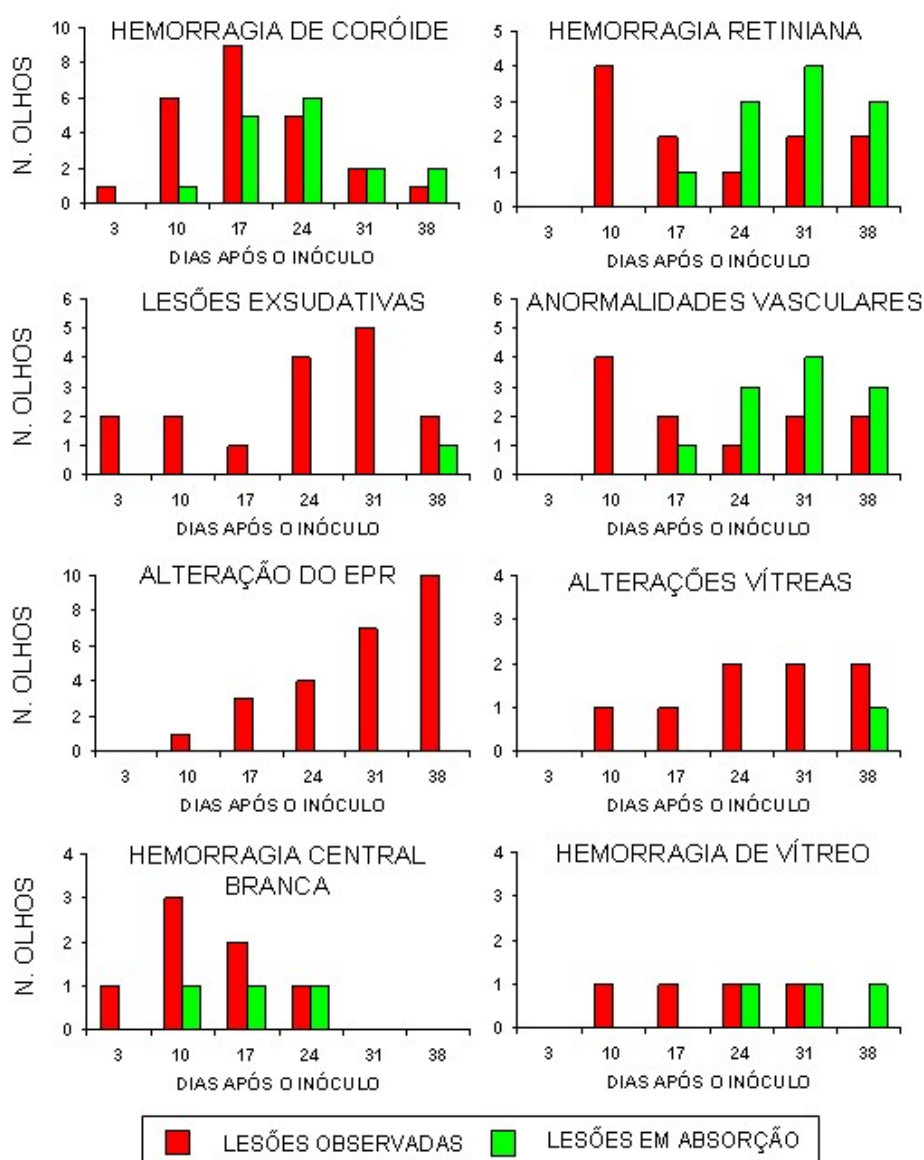 HEMORRAGIA DE CORÓIDE
N. OLHOS
10
8
6
4
2
0
3 10 17 24 31 38
DIAS APÓS O INÓCULO
HEMORRAGIA RETINIANA
5
4
3
2
1
0
3 10 17 24 31 38
DIAS APÓS O INÓCULO
LESÕES EXSUDATIVAS
N. OLHOS
6
5
4
3
2
1
0
3 10 17 24 31 38
DIAS APÓS O INÓCULO
ANORMALIDADES VASCULARES
6
5
4
3
2
1
0
3 10 17 24 31 38
DIAS APÓS O INÓCULO
ALTERAÇÃO DO EPR
N. OLHOS
10
8
6
4
2
0
3 10 17 24 31 38
DIAS APÓS O INÓCULO
ALTERAÇÕES VÍTREAS
4
3
2
1
0
3 10 17 24 31 38
DIAS APÓS O INÓCULO
HEMORRAGIA CENTRAL
BRANCA
N. OLHOS
4
3
2
1
0
3 10 17 24 31 38
DIAS APÓS O INÓCULO
HEMORRAGIA DE VÍTREO
4
3
2
1
0
3 10 17 24 31 38
DIAS APÓS O INÓCULO
LESÕES OBSERVADAS
LESÕES EM ABSORÇÃO